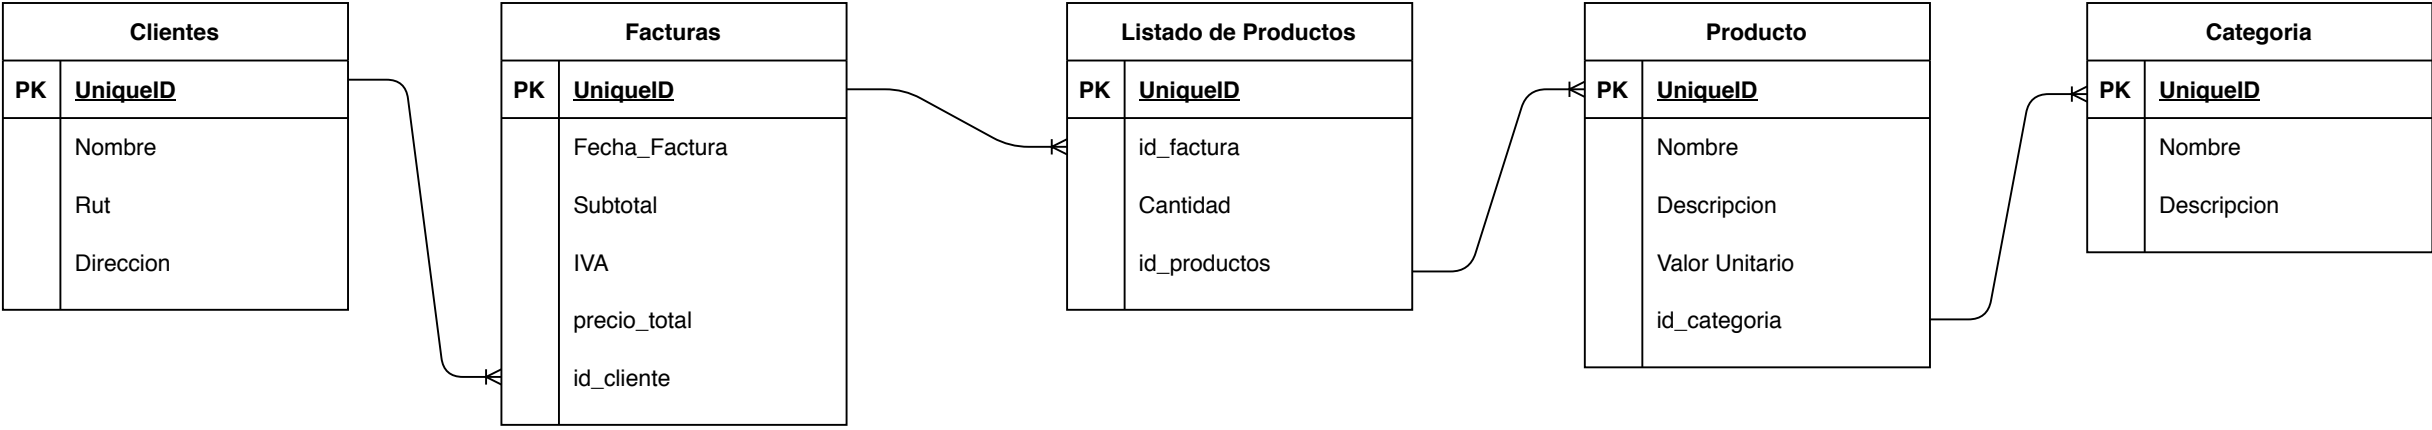 Clientes
PK UniqueID
Nombre
Rut
Direccion
Facturas
PK UniqueID
Fecha_Factura
Subtotal
IVA
precio_total
id_cliente
Listado de Productos
PK UniqueID
id_factura
Cantidad
id_productos
Producto
PK UniqueID
Nombre
Descripcion
Valor Unitario
id_categoria
Categoria
PK UniqueID
Nombre
Descripcion